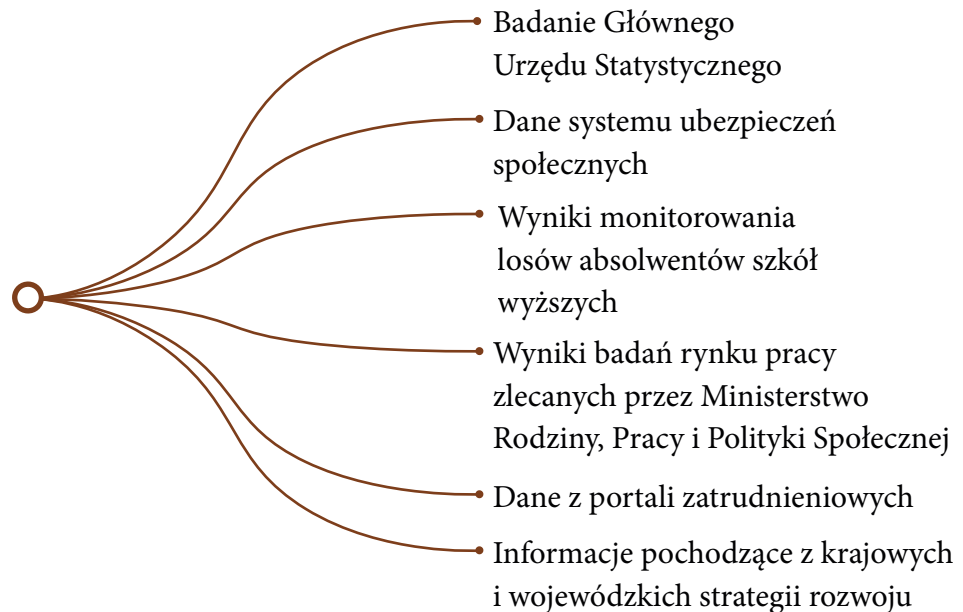 Badanie Głównego
Urzędu Statystycznego
Dane systemu ubezpieczeń
społecznych
Wyniki monitorowania
losów absolwentów szkół
wyższych
Wyniki badań rynku pracy
zlecanych przez Ministerstwo
Rodziny, Pracy i Polityki Społecznej
Dane z portali zatrudnieniowych
Informacje pochodzące z krajowych
i wojewódzkich strategii rozwoju